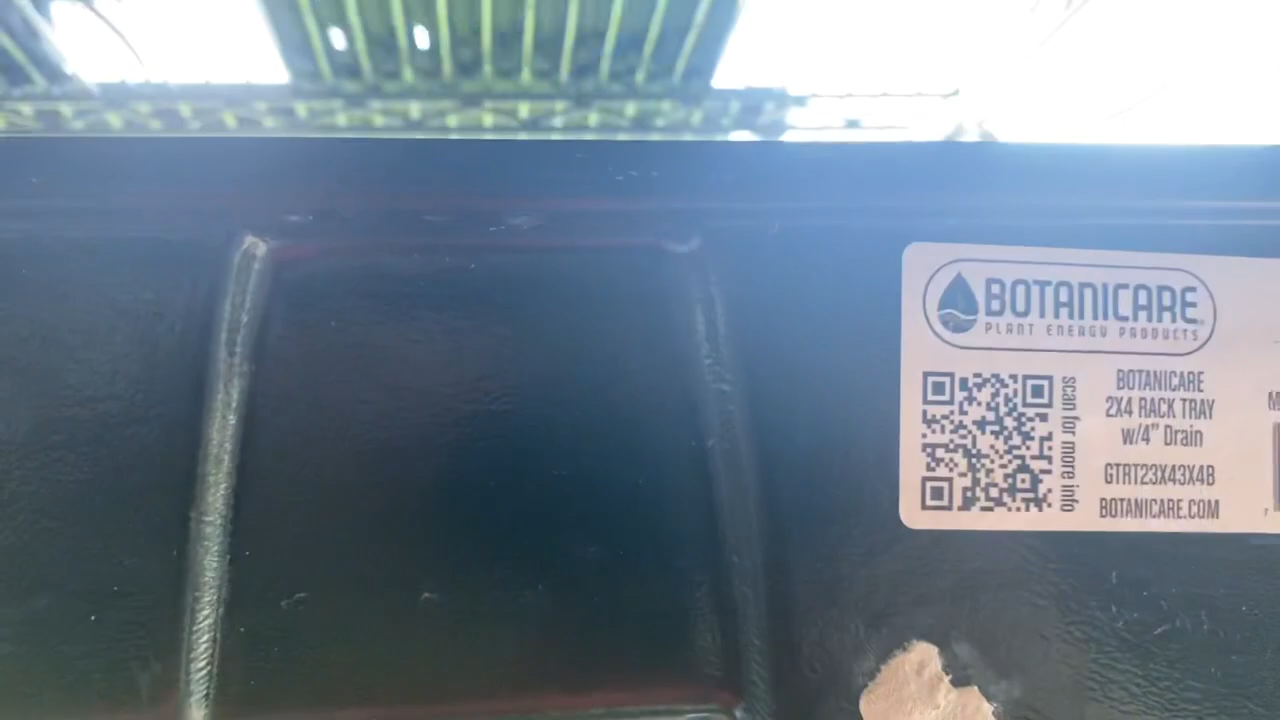 BOTANICARE
PLANT ENERGY PRODUCTS
scan for more info
BOTANICARE
2X4 RACK TRAY
w/4" Drain
GTRT23X43X4B
BOTANICARE.COM